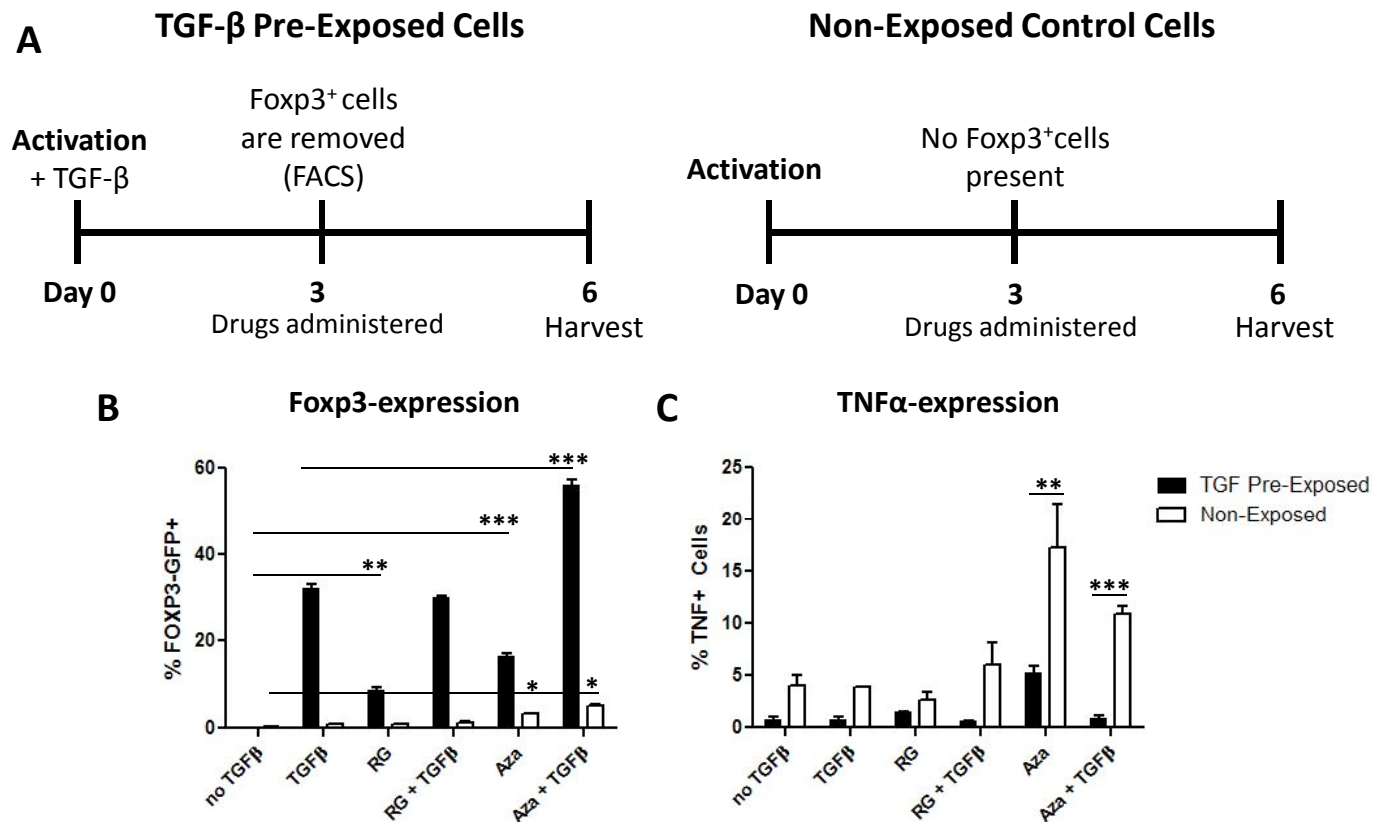 A
TGF-β Pre-Exposed Cells
Non-Exposed Control Cells
Activation
+ TGF-β
Foxp3+ cells
are removed
(FACS)
Day 0
3
6
Drugs administered
Harvest
Activation
No Foxp3+cells
present
Day 0
3
6
Drugs administered
Harvest
B
Foxp3-expression
% FOXP3-GFP+
60
40
20
0
***
***
**
*
*
no TGFβ
TGFβ
RG
RG + TGFβ
Aza
Aza + TGFβ
C
TNFα-expression
% TNF+ Cells
25
20
15
10
5
0
**
***
no TGFβ
TGFβ
RG
RG + TGFβ
Aza
Aza + TGFβ
TGF Pre-Exposed
Non-Exposed